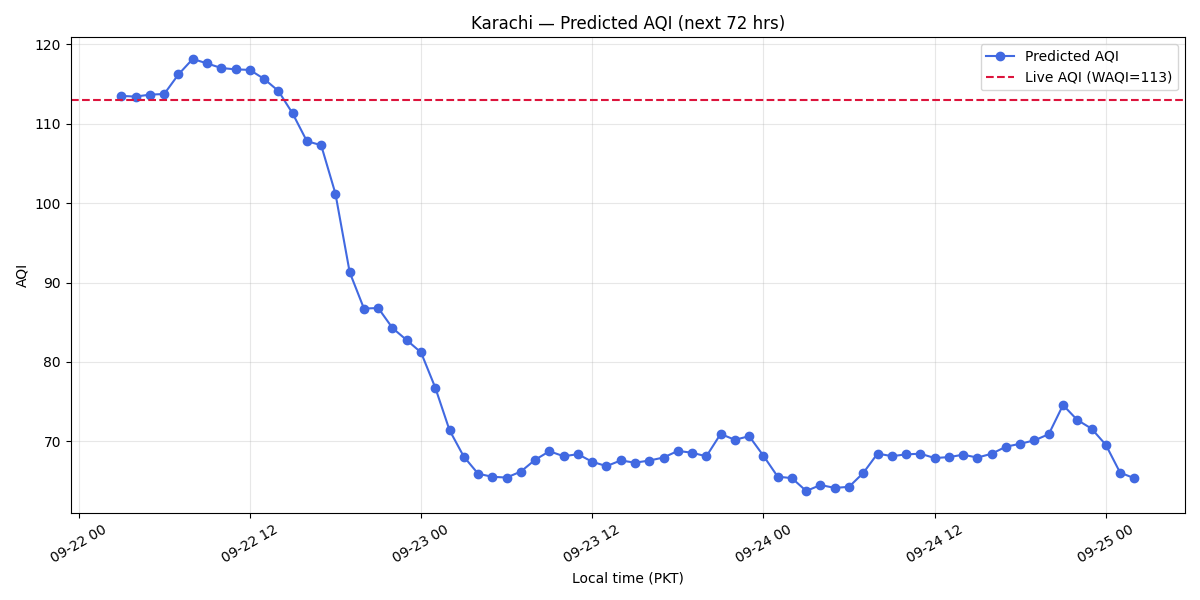 Karachi — Predicted AQI (next 72 hrs)
Predicted AQI
Live AQI (WAQI=113)
120
110
100
90
80
70
AQI
09-22 00
09-22 12
09-23 00
09-23 12
09-24 00
09-24 12
09-25 00
Local time (PKT)